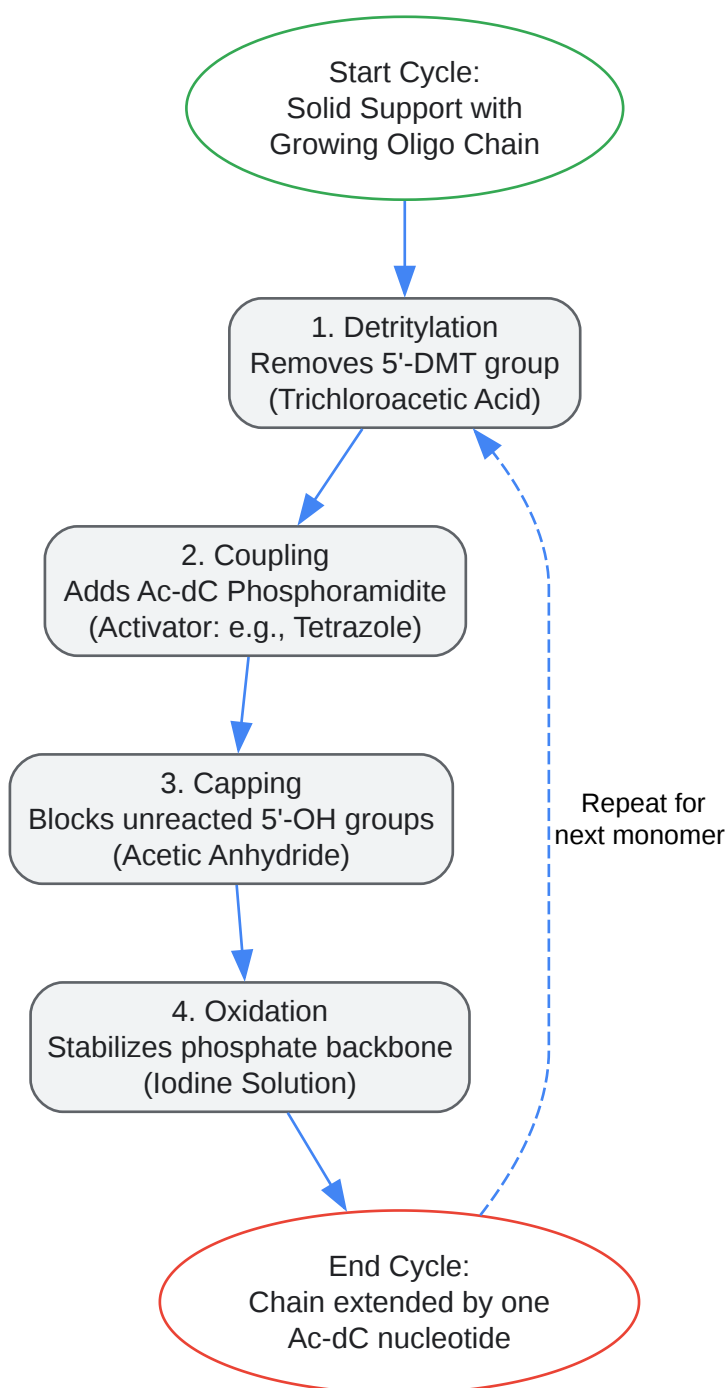 Start Cycle:
Solid Support with
Growing Oligo Chain
1. Detritylation
Removes 5'-DMT group
(Trichloroacetic Acid)
2. Coupling
Adds Ac-dC Phosphoramidite
(Activator: e.g., Tetrazole)
3. Capping
Blocks unreacted 5'-OH groups
(Acetic Anhydride)
Repeat for
next monomer
4. Oxidation
Stabilizes phosphate backbone
(Iodine Solution)
End Cycle:
Chain extended by one
Ac-dC nucleotide